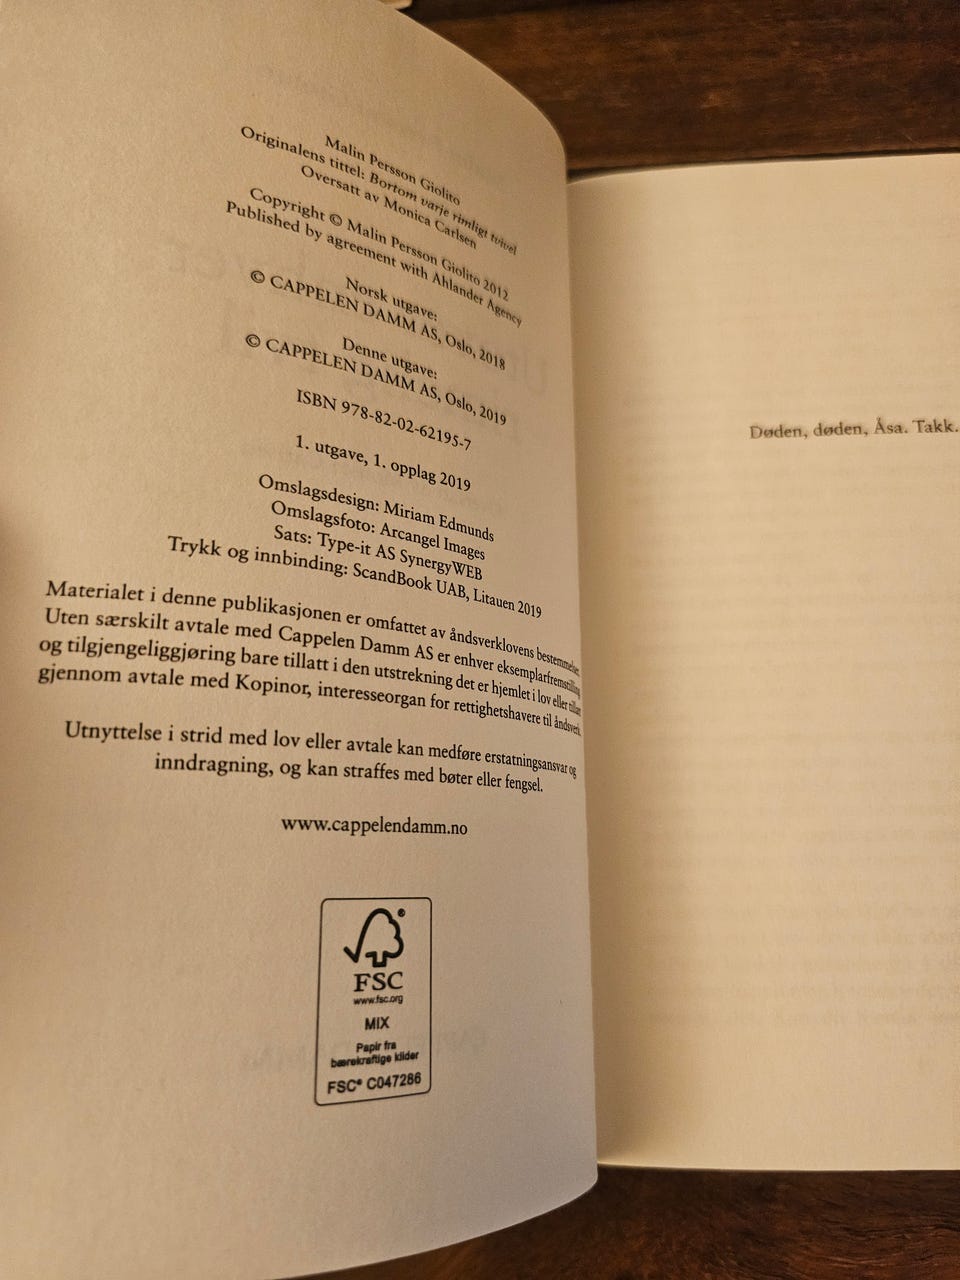 Malin Persson Giolito
Originalens tittel: Bortom varje rimligt tvivel
Oversatt av Monica Carlsen
Copyright © Malin Persson Giolito 2012
Published by agreement with Ahlander Agency
Norsk utgave:
© CAPPELEN DAMM AS, Oslo, 2018
Denne utgave:
© CAPPELEN DAMM AS, Oslo, 2019
ISBN 978-82-02-62195-7
1. utgave, 1. opplag 2019
Omslagsdesign: Miriam Edmunds
Omslagsfoto: Arcangel Images
Sats: Type-it AS SynergyWEB
Trykk og innbinding: ScandBook UAB, Litauen 2019
Materialet i denne publikasjonen er omfattet av åndsverklovens
Uten særskilt avtale med Cappelen Damm AS er enhver eksemplarfremstilling
og tilgjengeliggjøring bare tillatt i den utstrekning det er hjemlet i lov eller tillatt
gjennom avtale med Kopinor, interesseorgan for rettighetshavere til åndsverk.
Utnyttelse i strid med lov eller avtale kan medføre erstatningsansvar og
inndragning, og kan straffes med bøter eller fengsel.
www.cappelendamm.no
FSC
www.fsc.org
MIX
Papir fra
bærekraftige kilder
FSC® C047286
Døden, døden, Åsa. Takk.